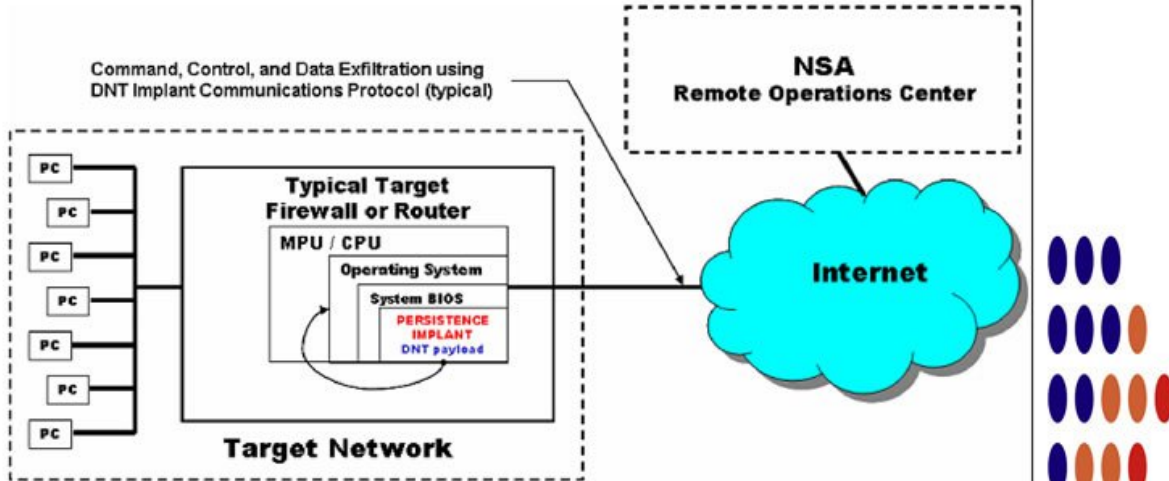 Command, Control, and Data Exfiltration using
DNT Implant Communications Protocol (typical)
NSA
Remote Operations Center
PC
PC
PC
PC
PC
PC
PC
Typical Target
Firewall or Router
MPU / CPU
Operating System
System BIOS
PERSISTENCE
IMPLANT
DNT payload
Internet
Target Network